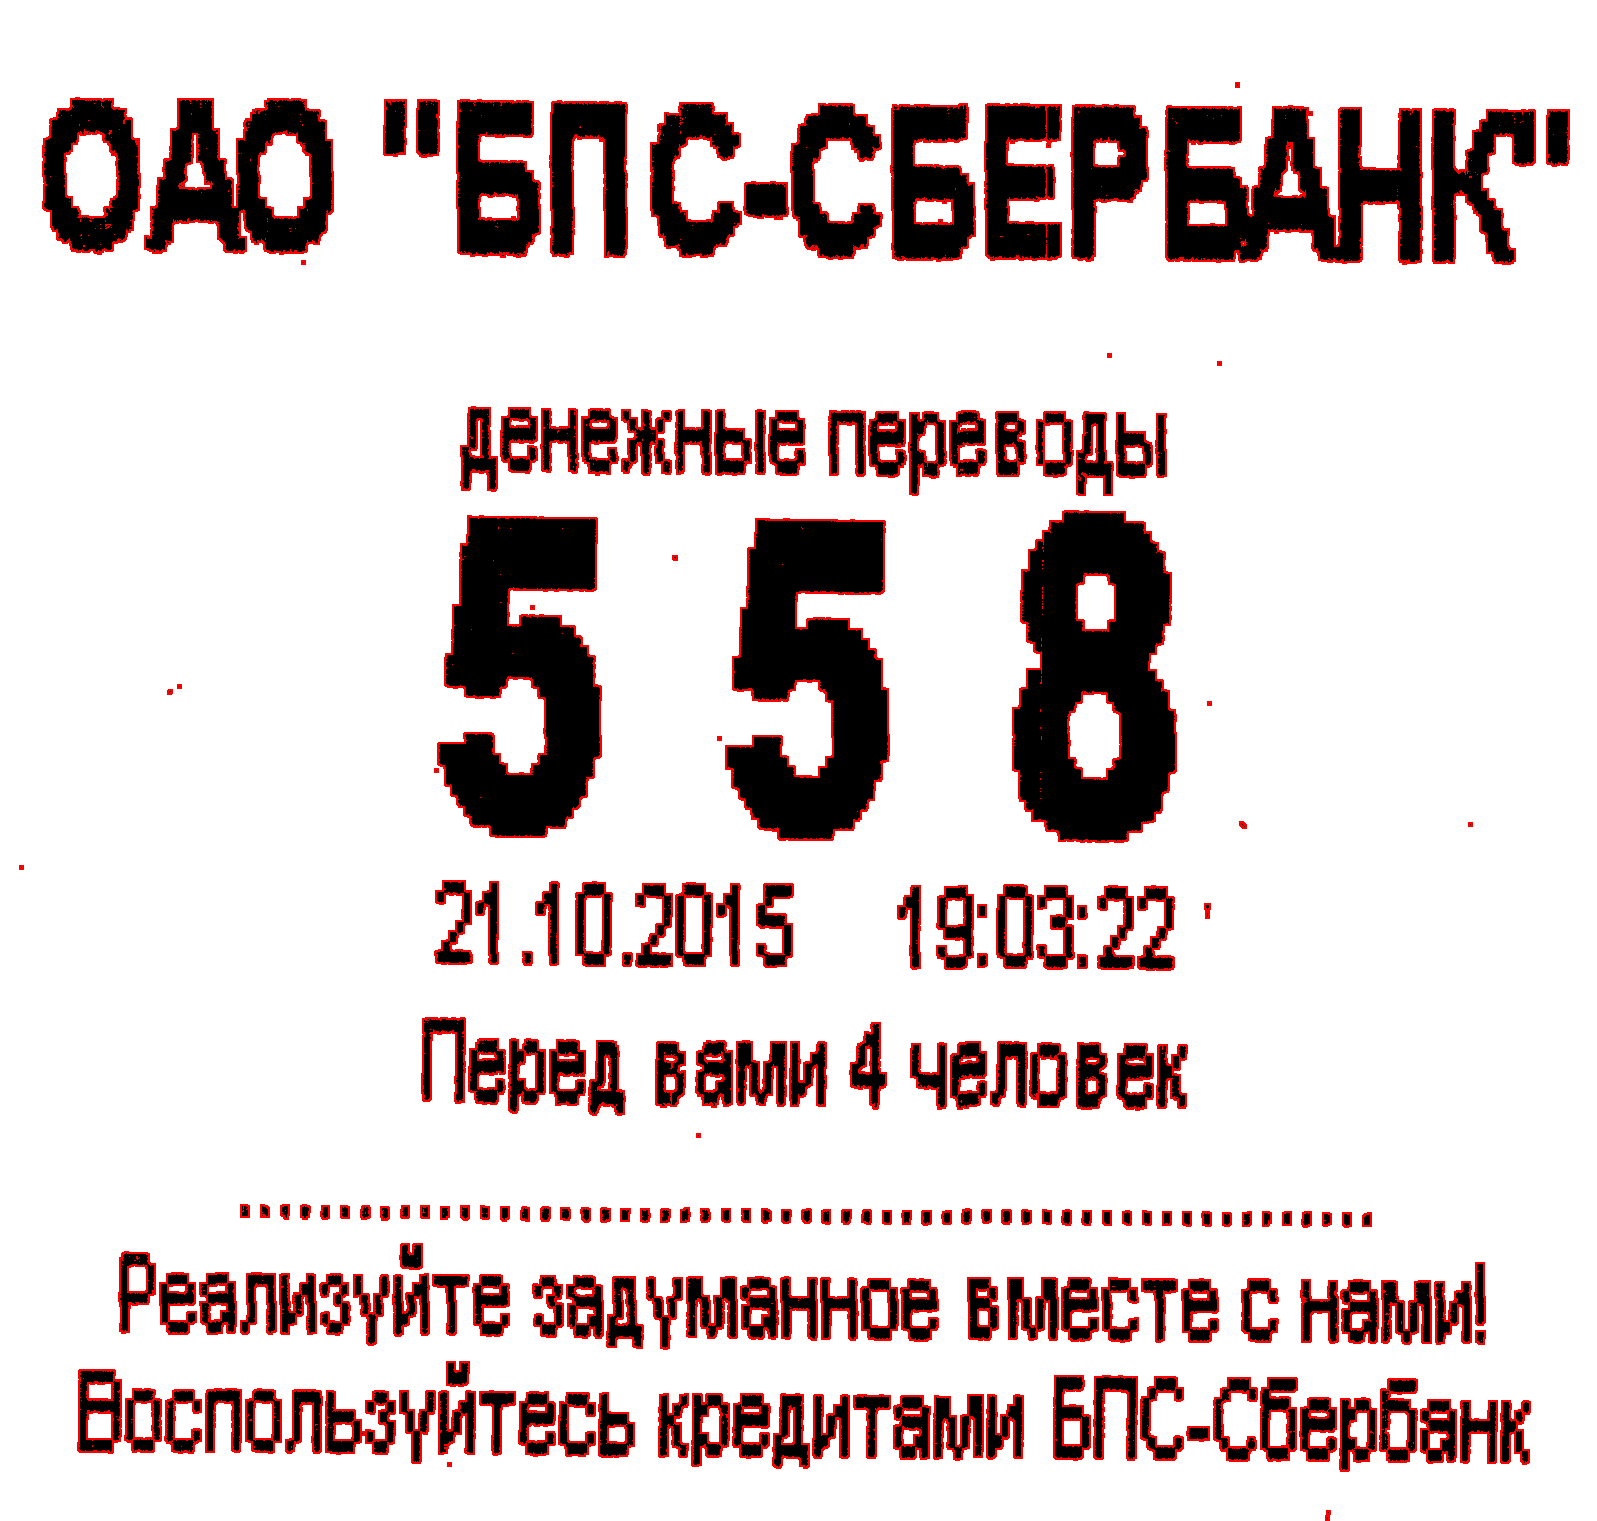 ОАО "БПС-СБЕРБАНК"
денежные переводы
558
21.10.2015 19:03:22
Перед вами 4 человек
Реализуйте задуманное вместе с нами!
Воспользуйтесь кредитами БПС-Сбербанк